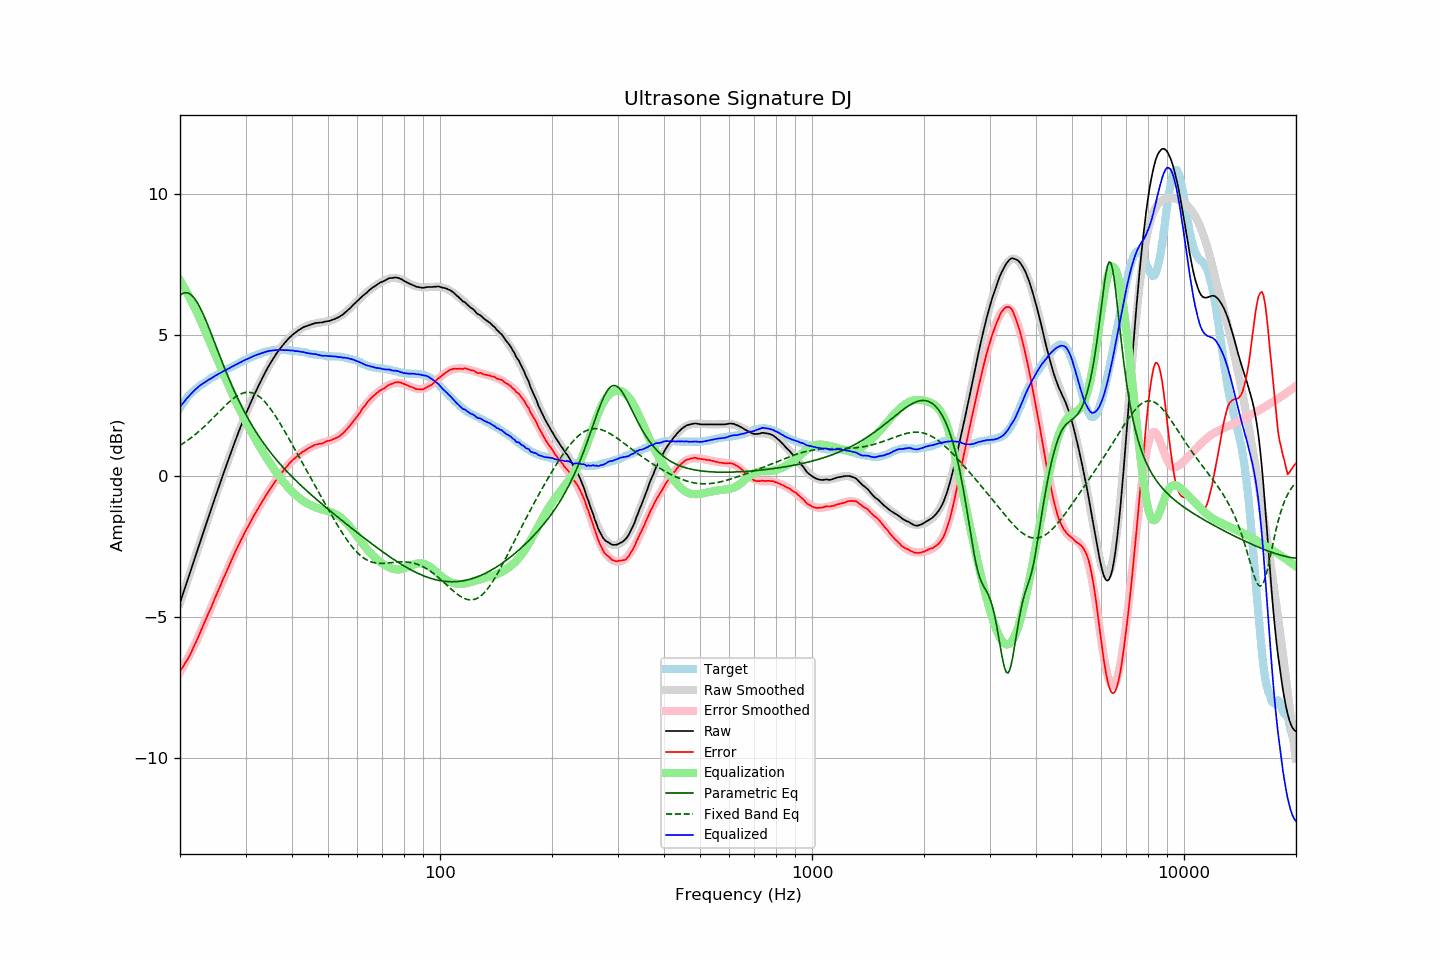 Ultrasone Signature DJ
Amplitude (dBr)
10
5
0
−5
−10
Target
Raw Smoothed
Error Smoothed
Raw
Error
Equalization
Parametric Eq
Fixed Band Eq
Equalized
100
1000
10000
Frequency (Hz)